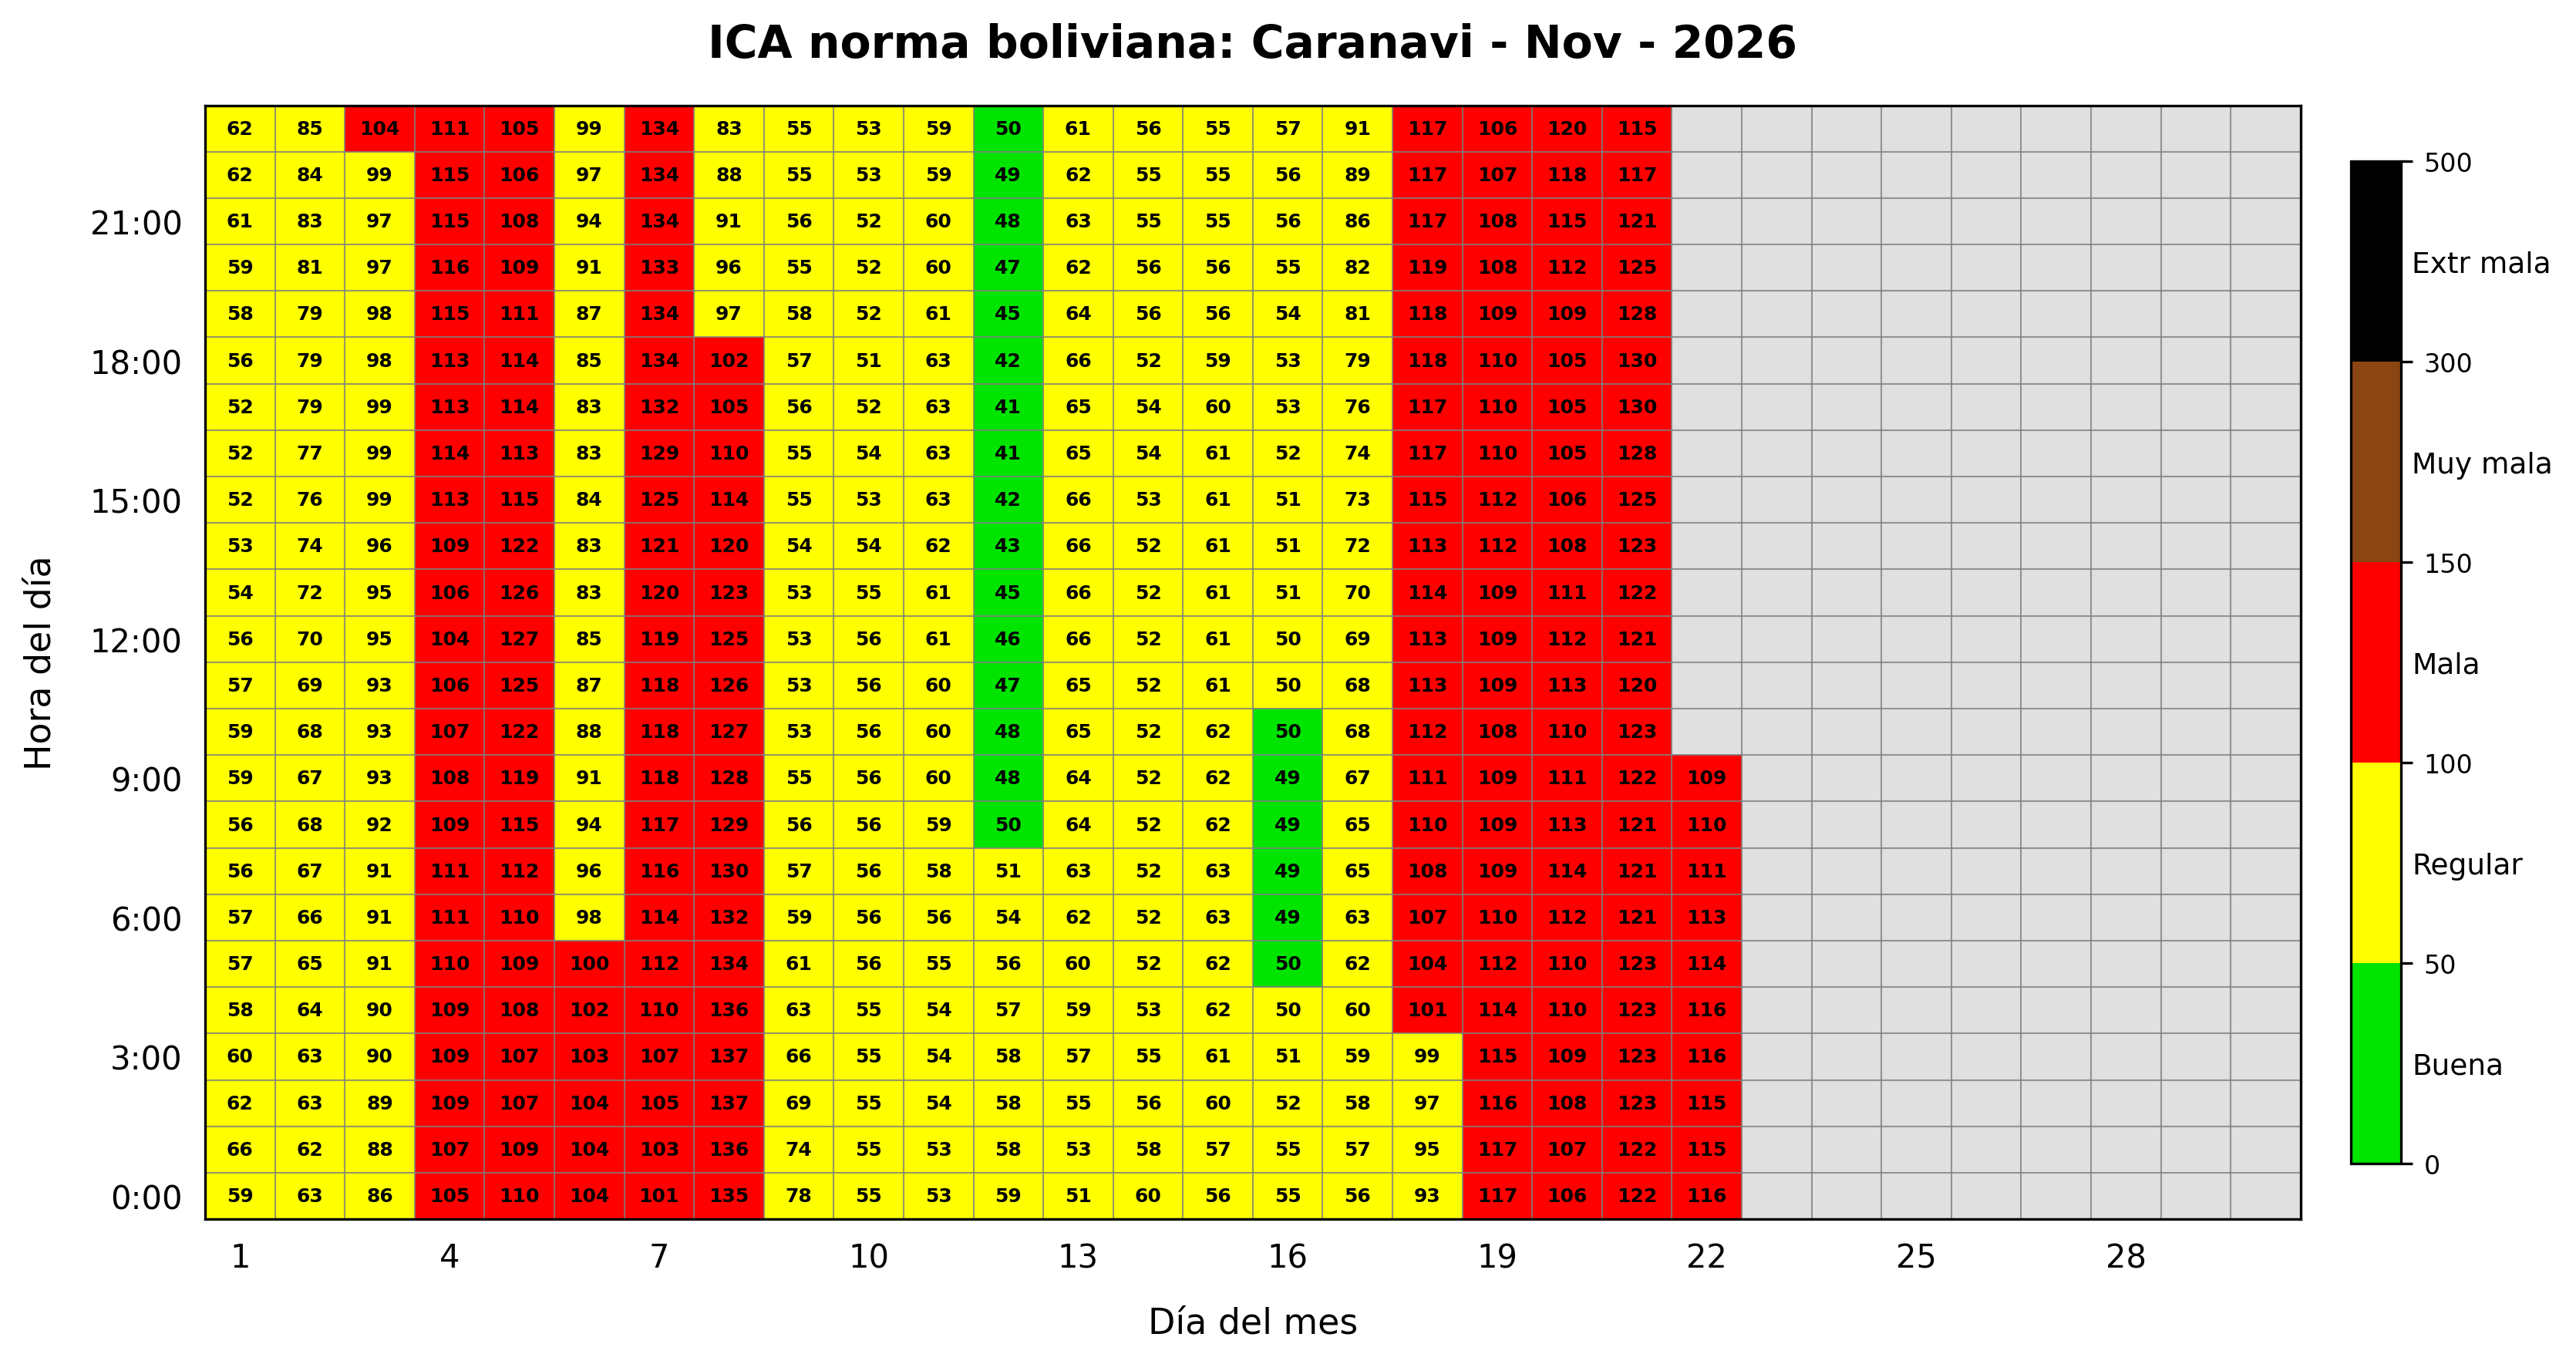 ICA norma boliviana: Caranavi - Nov - 2026
62 85 104 111 105 99 134 83 55 53 59 50 61 56 55 57 91 117 106 120 115
62 84 99 115 106 97 134 88 55 53 59 49 62 55 55 56 89 117 107 118 117
21:00 61 83 97 115 108 94 134 91 56 52 60 48 63 55 55 56 86 117 108 115 121
59 81 97 116 109 91 133 96 55 52 60 47 62 56 56 55 82 119 108 112 125
58 79 98 115 111 87 134 97 58 52 61 45 64 56 56 54 81 118 109 109 128
18:00 56 79 98 113 114 85 134 102 57 51 63 42 66 52 59 53 79 118 110 105 130
52 79 99 113 114 83 132 105 56 52 63 41 65 54 60 53 76 117 110 105 130
52 77 99 114 113 83 129 110 55 54 63 41 65 54 61 52 74 117 110 105 128
15:00 52 76 99 113 115 84 125 114 55 53 63 42 66 53 61 51 73 115 112 106 125
53 74 96 109 122 83 121 120 54 54 62 43 66 52 61 51 72 113 112 108 123
54 72 95 106 126 83 120 123 53 55 61 45 66 52 61 51 70 114 109 111 122
12:00 56 70 95 104 127 85 119 125 53 56 61 46 66 52 61 50 69 113 109 112 121
57 69 93 106 125 87 118 126 53 56 60 47 65 52 61 50 68 113 109 113 120
59 68 93 107 122 88 118 127 53 56 60 48 65 52 62 50 68 112 108 110 123
9:00 59 67 93 108 119 91 118 128 55 56 60 48 64 52 62 49 67 111 109 111 122 109
56 68 92 109 115 94 117 129 56 56 59 50 64 52 62 49 65 110 109 113 121 110
56 67 91 111 112 96 116 130 57 56 58 51 63 52 63 49 65 108 109 114 121 111
6:00 57 66 91 111 110 98 114 132 59 56 56 54 62 52 63 49 63 107 110 112 121 113
57 65 91 110 109 100 112 134 61 56 55 56 60 52 62 50 62 104 112 110 123 114
58 64 90 109 108 102 110 136 63 55 54 57 59 53 62 50 60 101 114 110 123 116
3:00 60 63 90 109 107 103 107 137 66 55 54 58 57 55 61 51 59 99 115 109 123 116
62 63 89 109 107 104 105 137 69 55 54 58 55 56 60 52 58 97 116 108 123 115
66 62 88 107 109 104 103 136 74 55 53 58 53 58 57 55 57 95 117 107 122 115
0:00 59 63 86 105 110 104 101 135 78 55 53 59 51 60 56 55 56 93 117 106 122 116
1 4 7 10 13 16 19 22 25 28
Día del mes
Hora del día
500
Extr mala
300
Muy mala
150
Mala
100
Regular
50
Buena
0